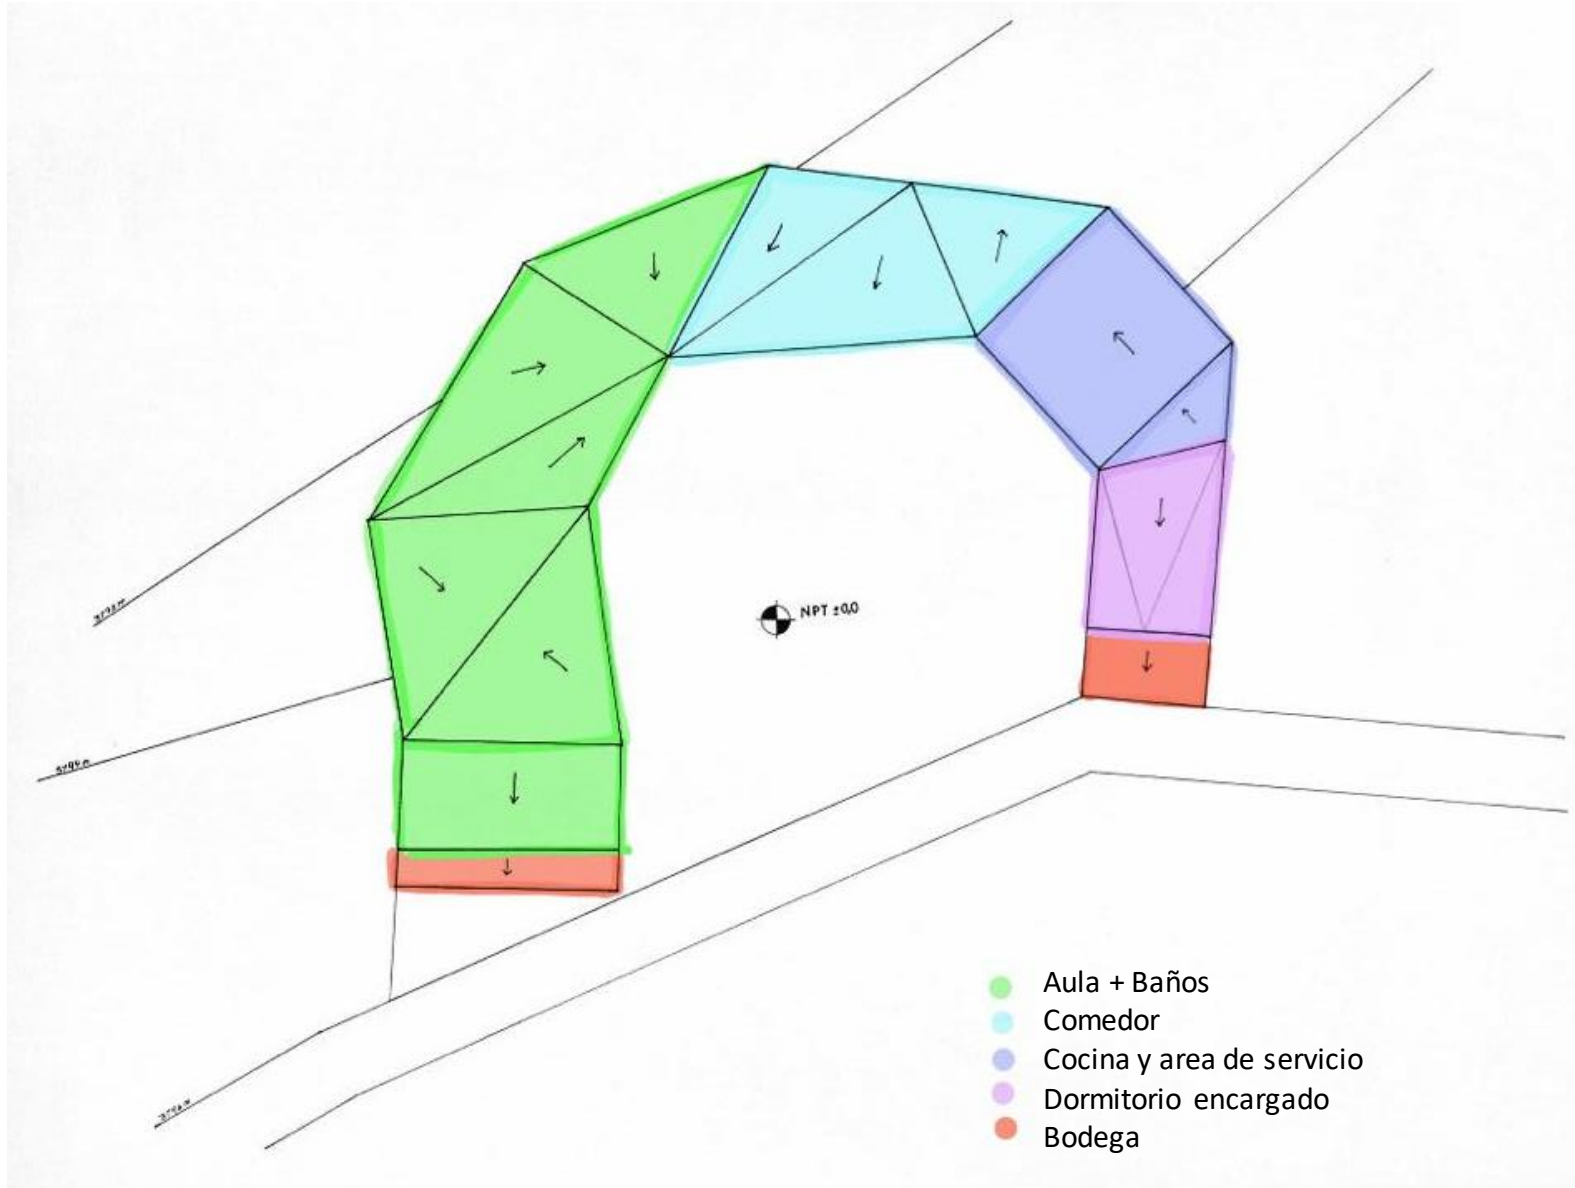 NPT ±0,0
Aula + Baños
Comedor
Cocina y area de servicio
Dormitorio encargado
Bodega